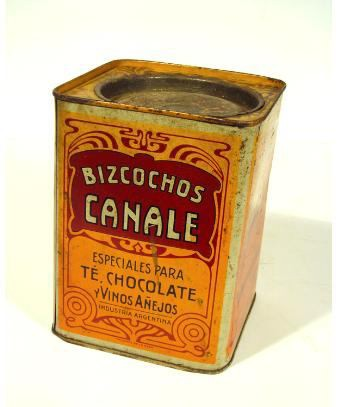 BIZCOCHOS
CANALE
ESPECIALES PARA
TÉ, CHOCOLATE
Y VINOS AÑEJOS
INDUSTRIA ARGENTINA